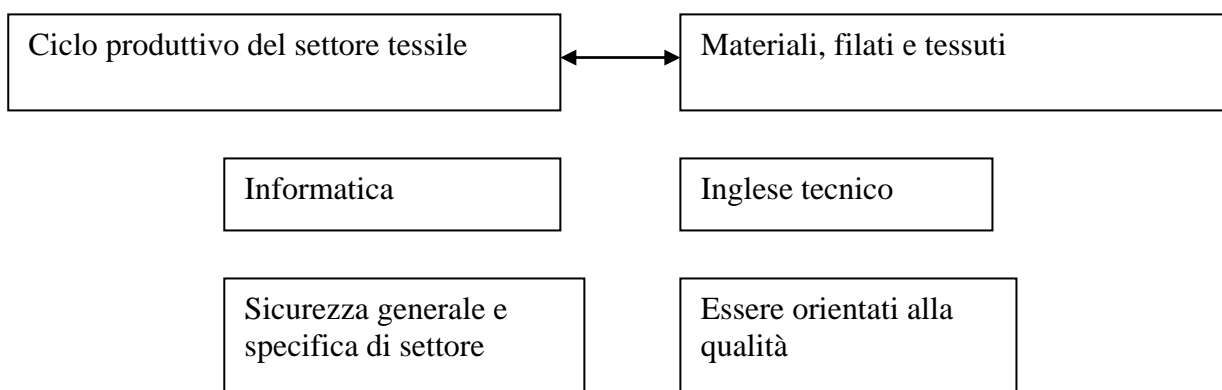 Ciclo produttivo del settore tessile
Materiali, filati e tessuti
Informatica
Inglese tecnico
Sicurezza generale e
specifica di settore
Essere orientati alla
qualità